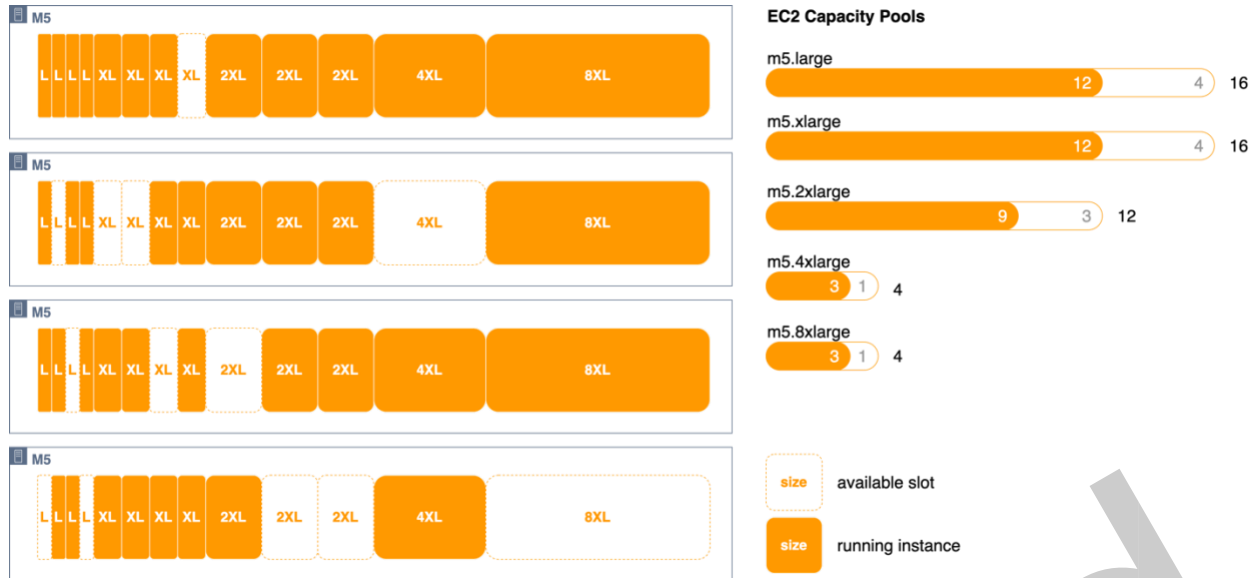 M5
L L L L XL XL XL XL 2XL 2XL 2XL 4XL 8XL
M5
L L L L XL XL XL XL 2XL 2XL 2XL 4XL 8XL
M5
L L L L XL XL XL XL 2XL 2XL 2XL 4XL 8XL
M5
L L L L XL XL XL XL 2XL 2XL 2XL 4XL 8XL
EC2 Capacity Pools
m5.large
12 4 16
m5.xlarge
12 4 16
m5.2xlarge
9 3 12
m5.4xlarge
3 1 4
m5.8xlarge
3 1 4
size available slot
size running instance